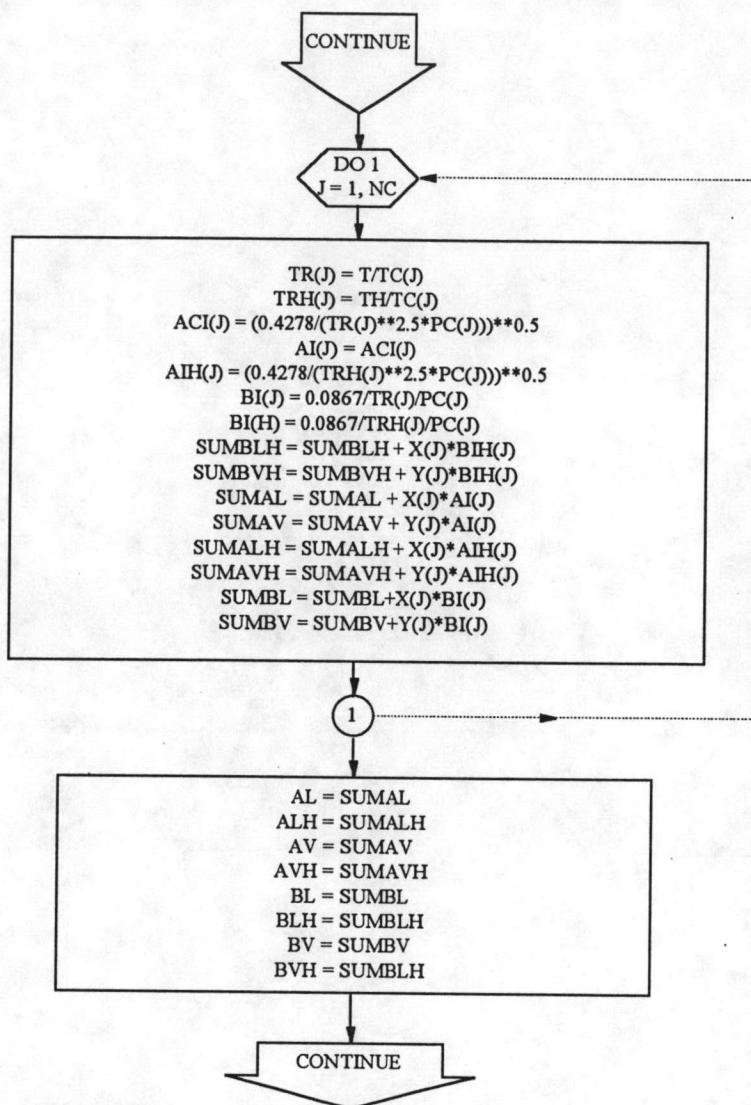 CONTINUE
DO 1
J = 1, NC
TR(J) = T/TC(J)
TRH(J) = TH/TC(J)
ACI(J) = (0.4278/(TR(J)**2.5*PC(J)))**0.5
AI(J) = ACI(J)
AIH(J) = (0.4278/(TRH(J)**2.5*PC(J)))**0.5
BI(J) = 0.0867/TR(J)/PC(J)
BI(H) = 0.0867/TRH(J)/PC(J)
SUMBLH = SUMBLH + X(J)*BIH(J)
SUMBVH = SUMBVH + Y(J)*BIH(J)
SUMAL = SUMAL + X(J)*AI(J)
SUMAV = SUMAV + Y(J)*AI(J)
SUMALH = SUMALH + X(J)*AIH(J)
SUMAVH = SUMAVH + Y(J)*AIH(J)
SUMBL = SUMBL+X(J)*BI(J)
SUMBV = SUMBV+Y(J)*BI(J)
1
AL = SUMAL
ALH = SUMALH
AV = SUMAV
AVH = SUMAVH
BL = SUMBL
BLH = SUMBLH
BV = SUMBV
BVH = SUMBLH
CONTINUE